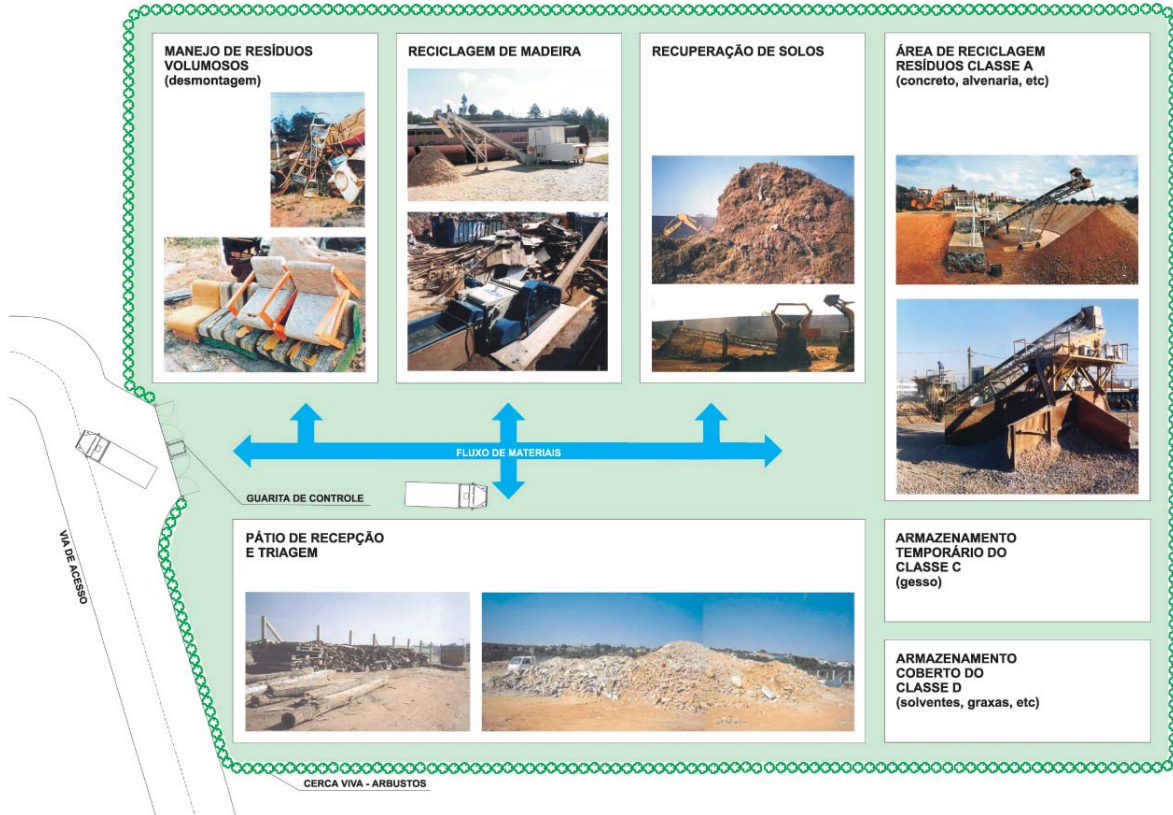 MANEJO DE RESÍDUOS
VOLUMOSOS
(desmontagem)
RECICLAGEM DE MADEIRA
RECUPERAÇÃO DE SOLOS
ÁREA DE RECICLAGEM
RESÍDUOS CLASSE A
(concreto, alvenaria, etc)
FLUXO DE MATERIAIS
GUARITA DE CONTROLE
VIA DE ACESSO
PÁTIO DE RECEPÇÃO
E TRIAGEM
ARMAZENAMENTO
TEMPORÁRIO DO
CLASSE C
(gesso)
ARMAZENAMENTO
COBERTO DO
CLASSE D
(solventes, graxas, etc)
CERCA VIVA - ARBUSTOS